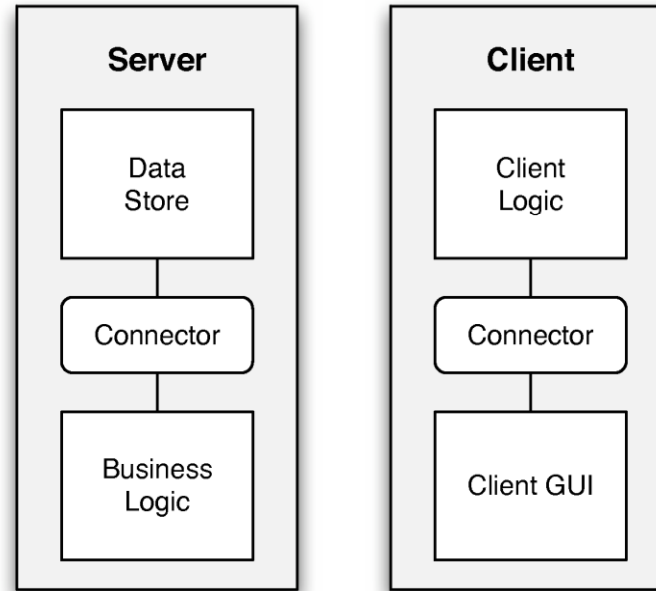 Server
Data
Store
Connector
Business
Logic
Client
Client
Logic
Connector
Client GUI